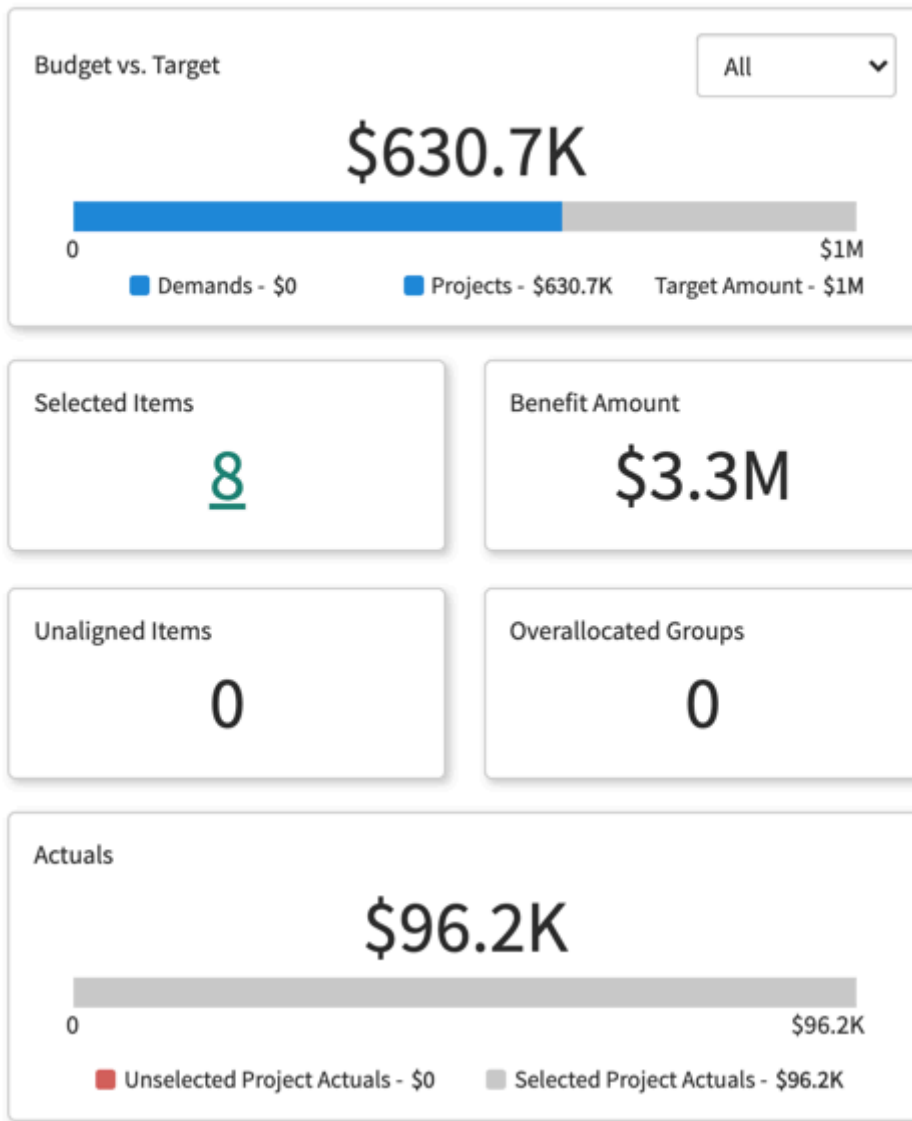 Budget vs. Target
All
$630.7K
0 $1M
Demands - $0 Projects - $630.7K Target Amount - $1M
Selected Items
8
Benefit Amount
$3.3M
Unaligned Items
0
Overallocated Groups
0
Actuals
$96.2K
0 $96.2K
Unselected Project Actuals - $0 Selected Project Actuals - $96.2K